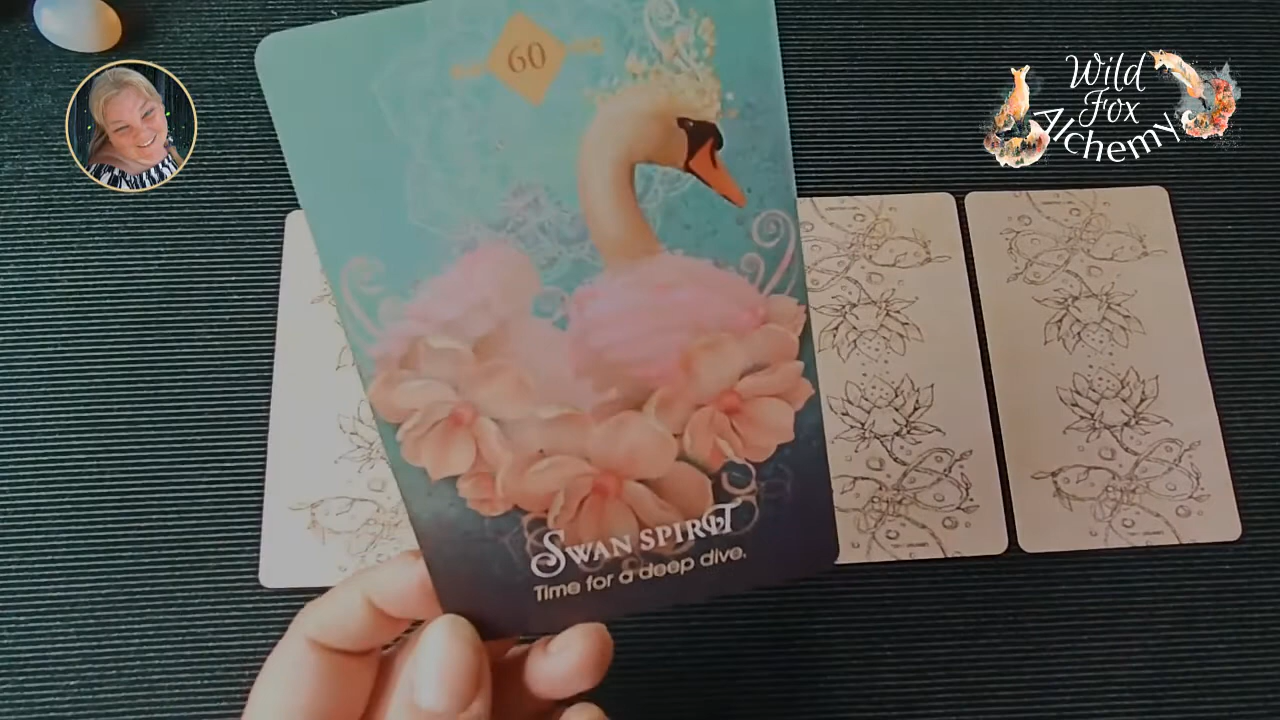 Wild
Fox
Alchemy
60
SWAN SPIRIT
Time for a deep dive.